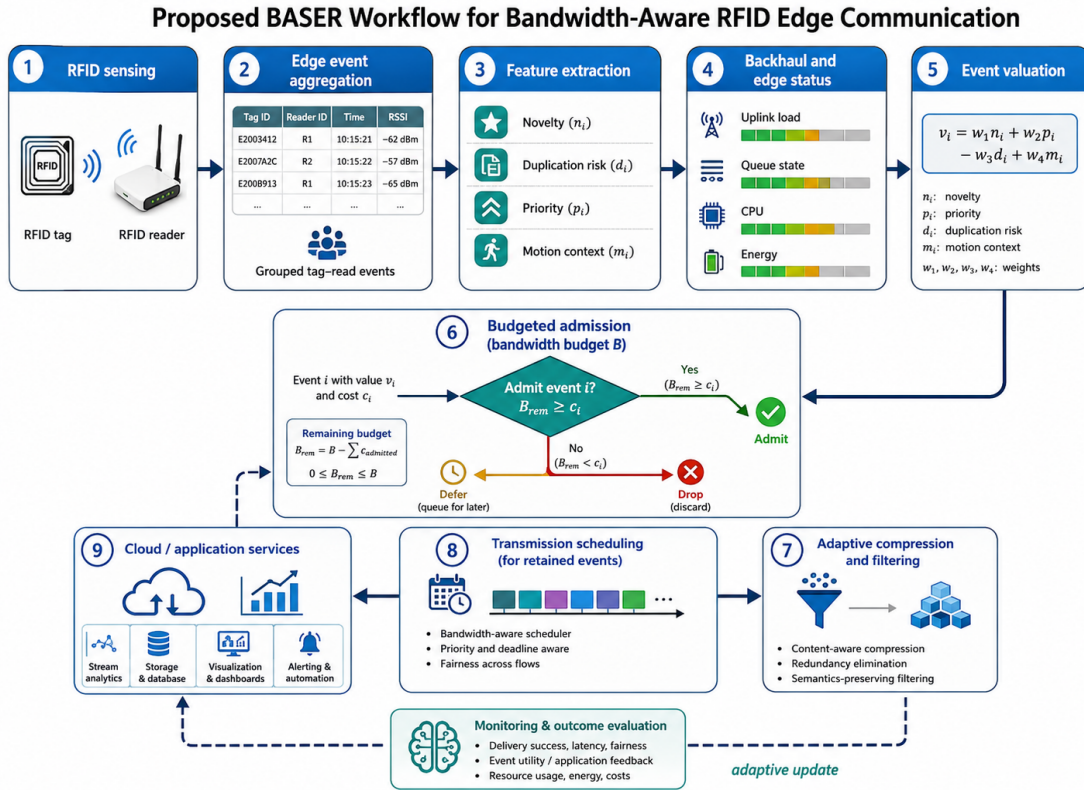 Proposed BASER Workflow for Bandwidth-Aware RFID Edge Communication
1
RFID sensing
RFID
RFID tag
RFID reader
2
Edge event
aggregation
Tag ID Reader ID Time RSSI
E2003412 R1 10:15:21 −62 dBm
E2007A2C R2 10:15:22 −57 dBm
E200B913 R1 10:15:23 −65 dBm
... ... ... ...
Grouped tag–read events
3
Feature extraction
Novelty (nᵢ)
Duplication risk (dᵢ)
Priority (pᵢ)
Motion context (mᵢ)
4
Backhaul and
edge status
Uplink load
Queue state
CPU
Energy
5
Event valuation
vᵢ = w₁nᵢ + w₂pᵢ
− w₃dᵢ + w₄mᵢ
nᵢ: novelty
pᵢ: priority
dᵢ: duplication risk
mᵢ: motion context
w₁, w₂, w₃, w₄: weights
6
Budgeted admission
(bandwidth budget B)
Event i with value vᵢ
and cost cᵢ
Remaining budget
B_rem = B − ∑ c_admitted
0 ≤ B_rem ≤ B
Admit event i?
B_rem ≥ cᵢ
Yes
(B_rem ≥ cᵢ)
Admit
No
(B_rem < cᵢ)
Defer
(queue for later)
Drop
(discard)
9
Cloud / application services
Stream
analytics
Storage
& database
Visualization
& dashboards
Alerting &
automation
8
Transmission scheduling
(for retained events)
...
• Bandwidth-aware scheduler
• Priority and deadline aware
• Fairness across flows
7
Adaptive compression
and filtering
• Content-aware compression
• Redundancy elimination
• Semantics-preserving filtering
Monitoring & outcome evaluation
• Delivery success, latency, fairness
• Event utility / application feedback
• Resource usage, energy, costs
adaptive update